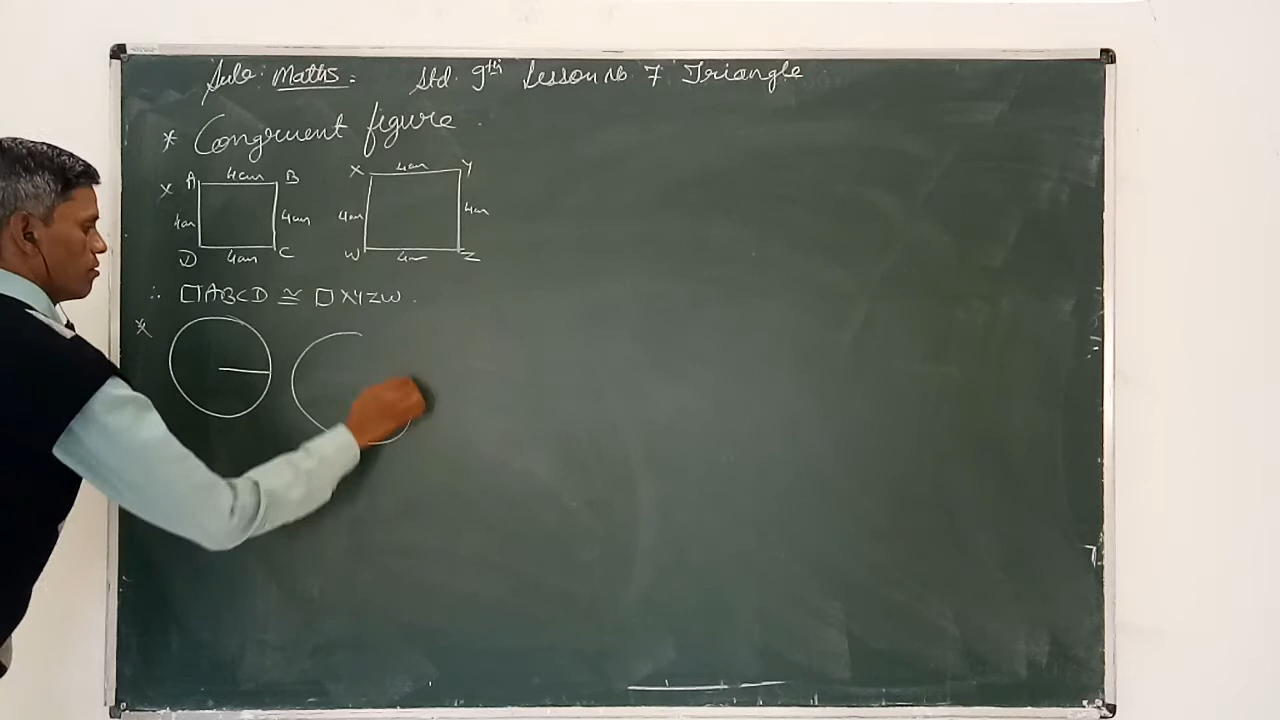 Sub: Maths. Std. 9th Lesson no 7. Triangle
* Congruent figure.
x A 4cm B X 4cm Y
4cm 4cm 4cm 4cm
D 4cm C W 4cm Z
∴ □ABCD ≅ □XYZW.
*